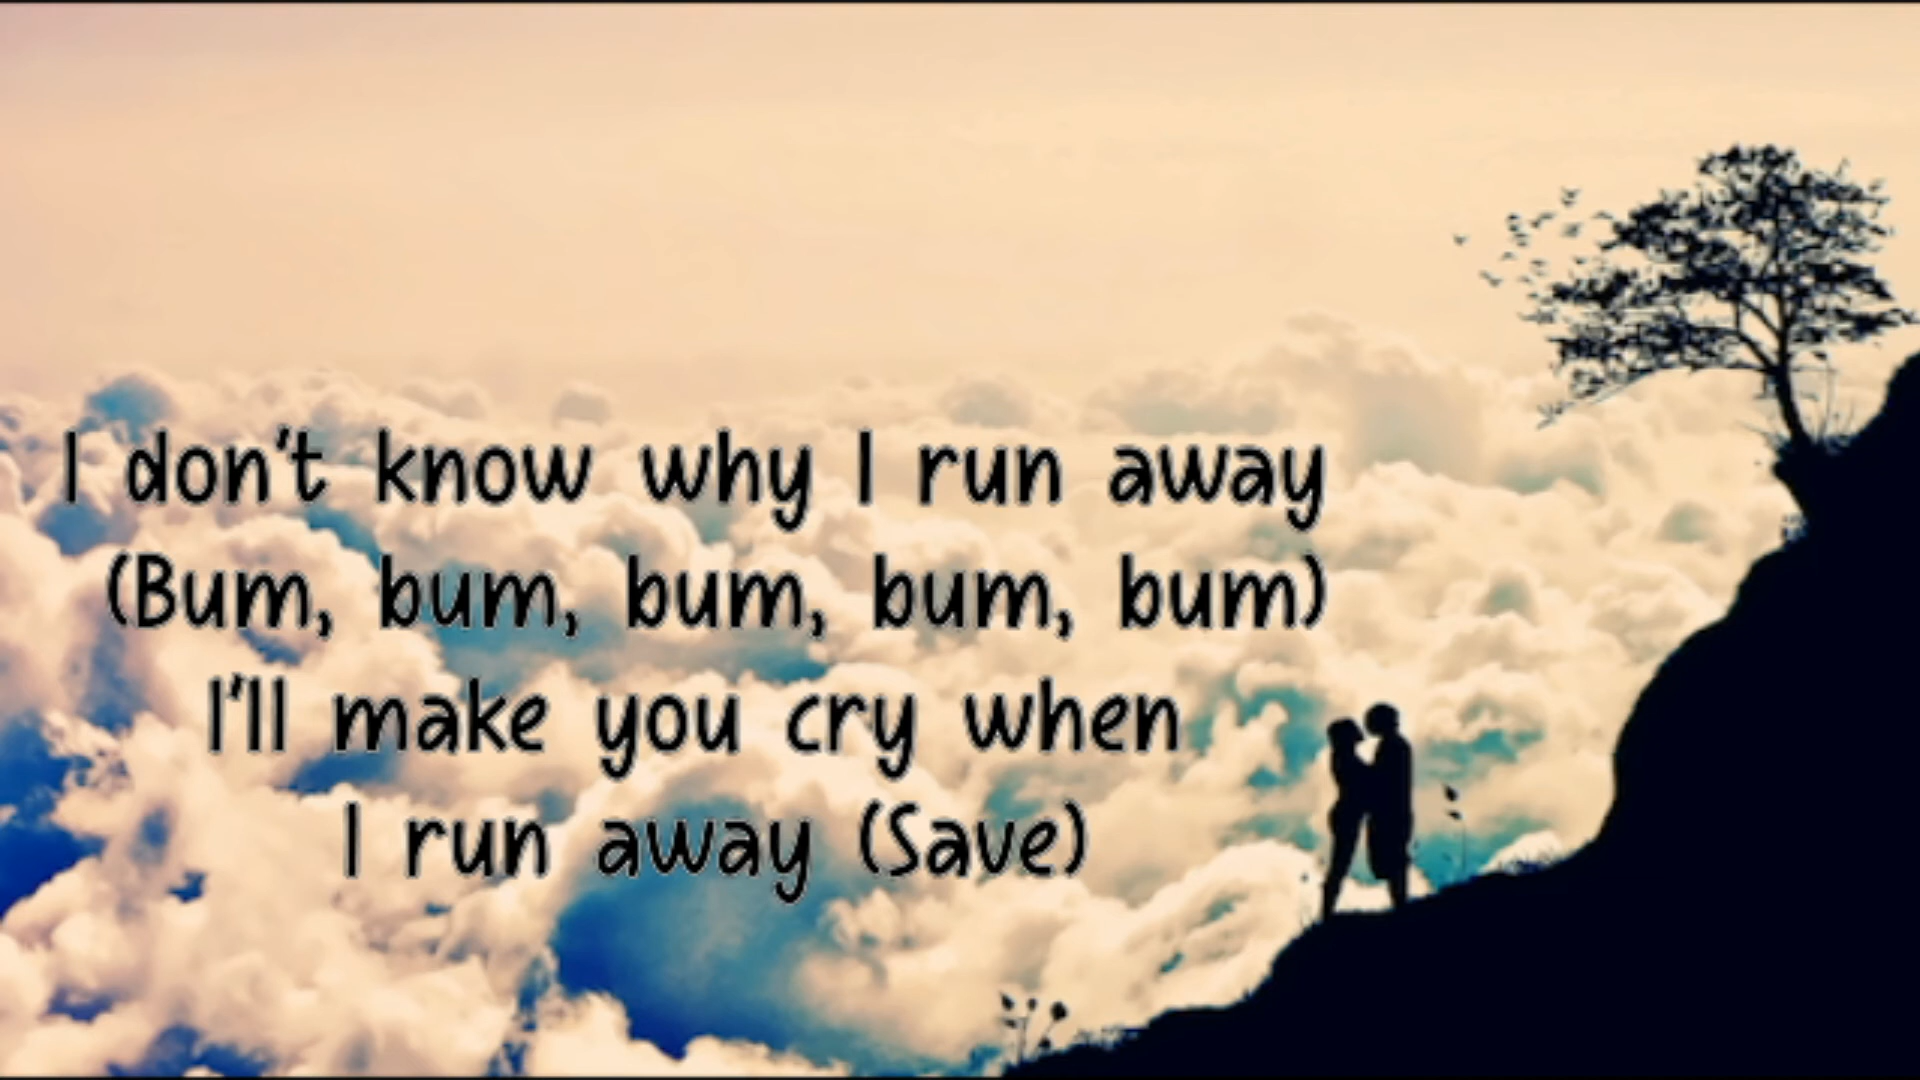 I don't know why I run away
(Bum, bum, bum, bum, bum)
I'll make you cry when
I run away (Save)